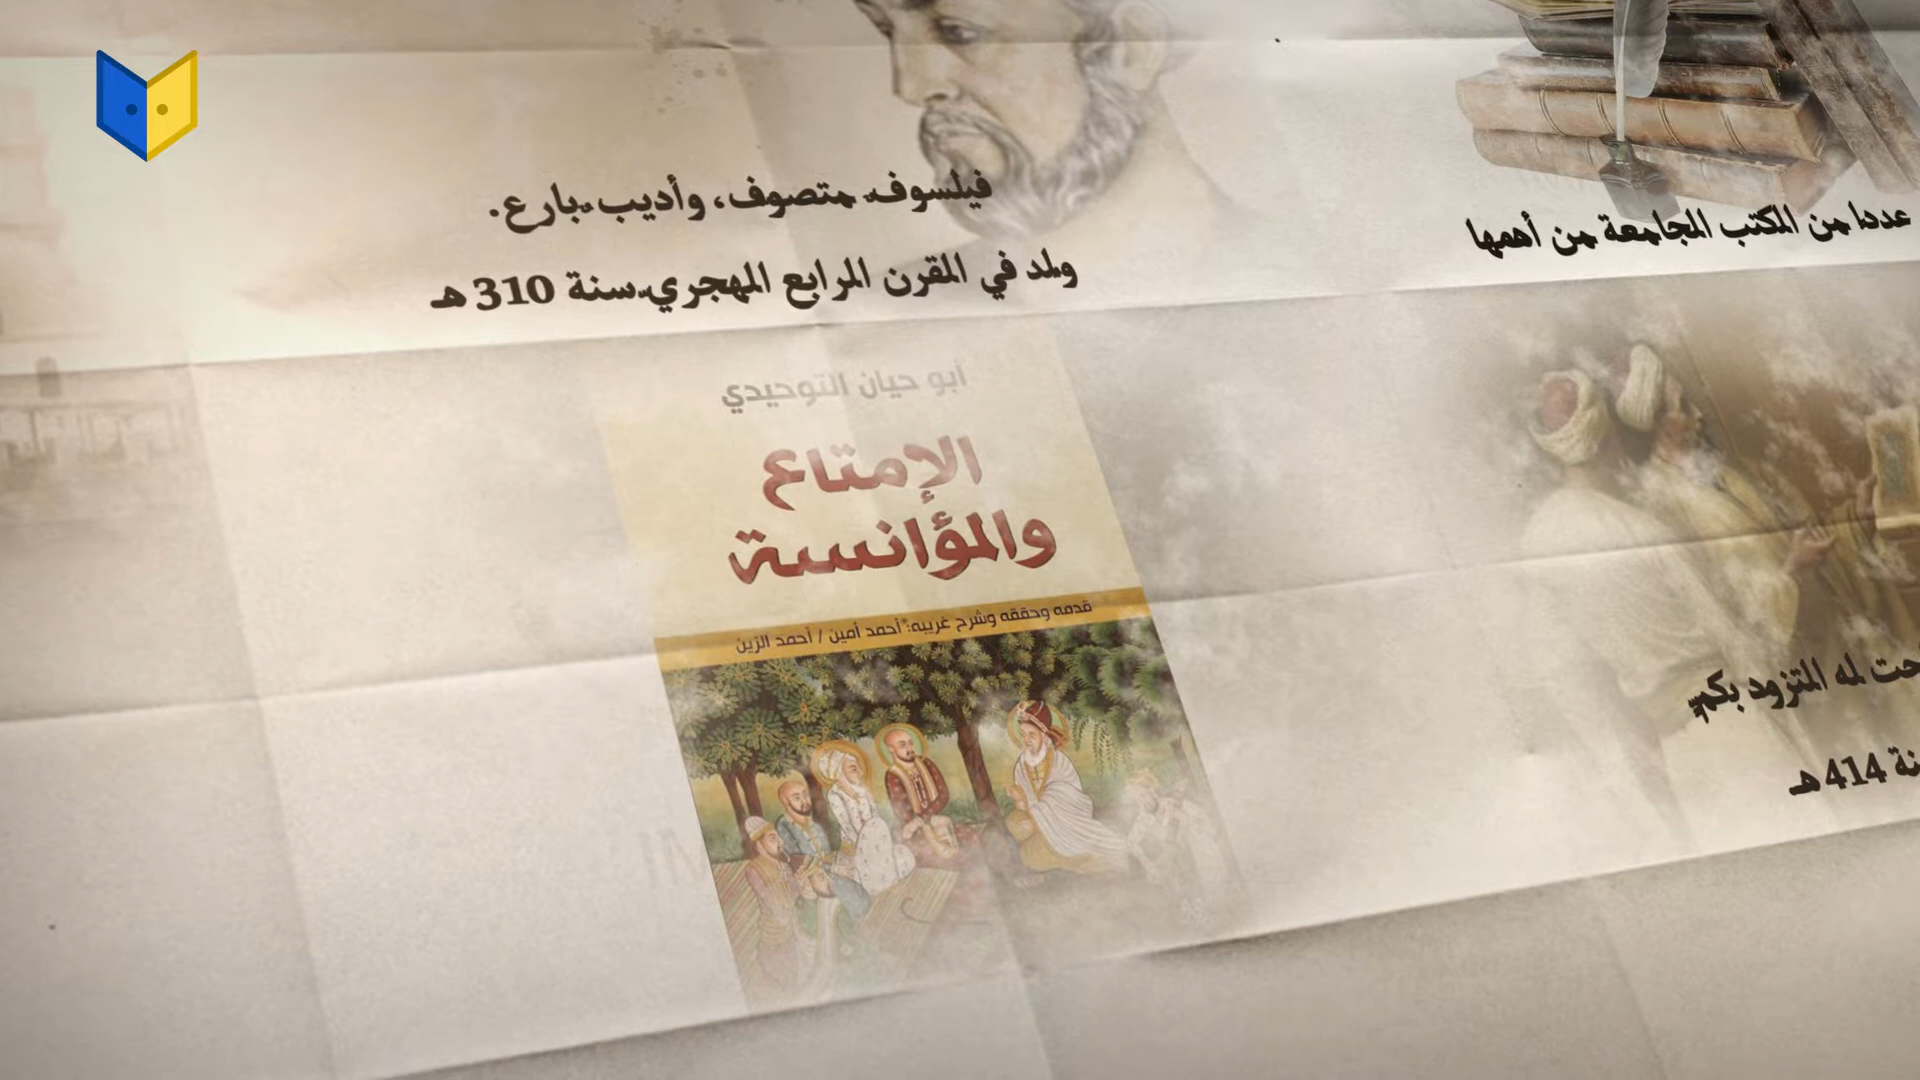 فيلسوف متصوف، وأديب بارع.
ولد في القرن الرابع الهجري سنة 310 هـ
عددا من الكتب الجامعة من أهمها
أبو حيان التوحيدي
الإمتاع
والمؤانسة
قدمه وحققه وشرح غريبه: أحمد أمين / أحمد الزين
له التزود بكم
414 هـ